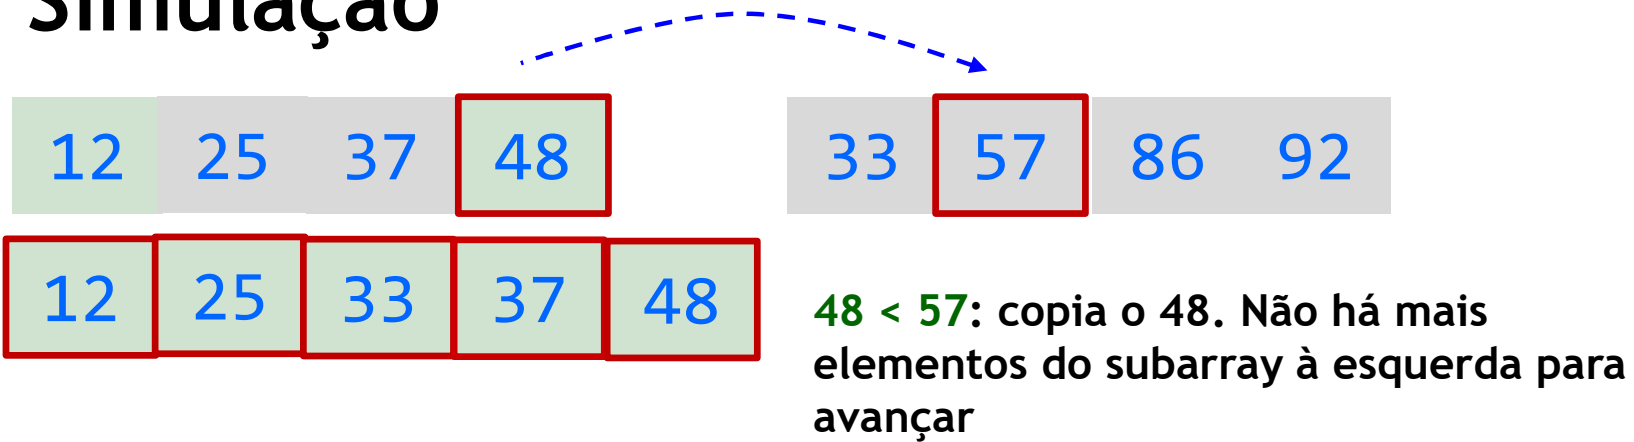 Simulação
12 25 37 48 33 57 86 92
12 25 33 37 48
48 < 57: copia o 48. Não há mais
elementos do subarray à esquerda para
avançar